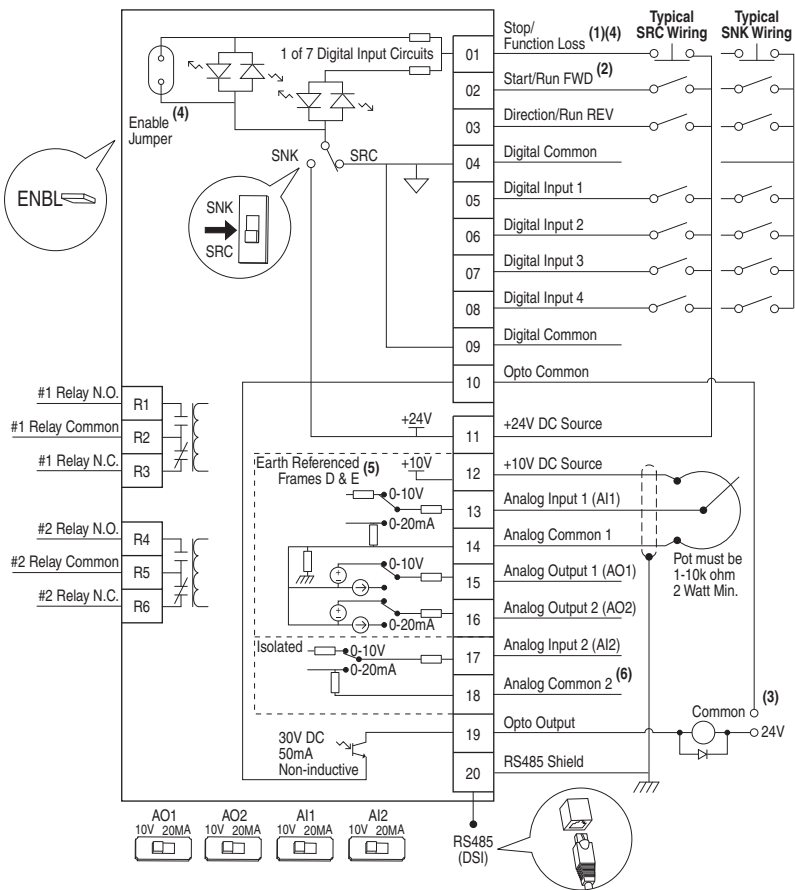 Stop/
Function Loss (1)(4)
Typical
SRC Wiring
Typical
SNK Wiring
1 of 7 Digital Input Circuits
01
Start/Run FWD (2)
02
Enable (4)
Jumper
Direction/Run REV
03
SNK
SRC
Digital Common
04
ENBL
SNK
SRC
Digital Input 1
05
Digital Input 2
06
Digital Input 3
07
Digital Input 4
08
Digital Common
09
Opto Common
10
#1 Relay N.O.
R1
#1 Relay Common
R2
#1 Relay N.C.
R3
+24V
11
+24V DC Source
Earth Referenced (5)
Frames D & E
+10V
12
+10V DC Source
0-10V
0-20mA
13
Analog Input 1 (AI1)
14
Analog Common 1
Pot must be
1-10k ohm
2 Watt Min.
#2 Relay N.O.
R4
#2 Relay Common
R5
#2 Relay N.C.
R6
0-10V
15
Analog Output 1 (AO1)
0-20mA
16
Analog Output 2 (AO2)
Isolated
0-10V
0-20mA
17
Analog Input 2 (AI2)
18
Analog Common 2 (6)
Common (3)
24V
30V DC
50mA
Non-inductive
19
Opto Output
20
RS485 Shield
AO1
10V 20MA
AO2
10V 20MA
AI1
10V 20MA
AI2
10V 20MA
RS485
(DSI)